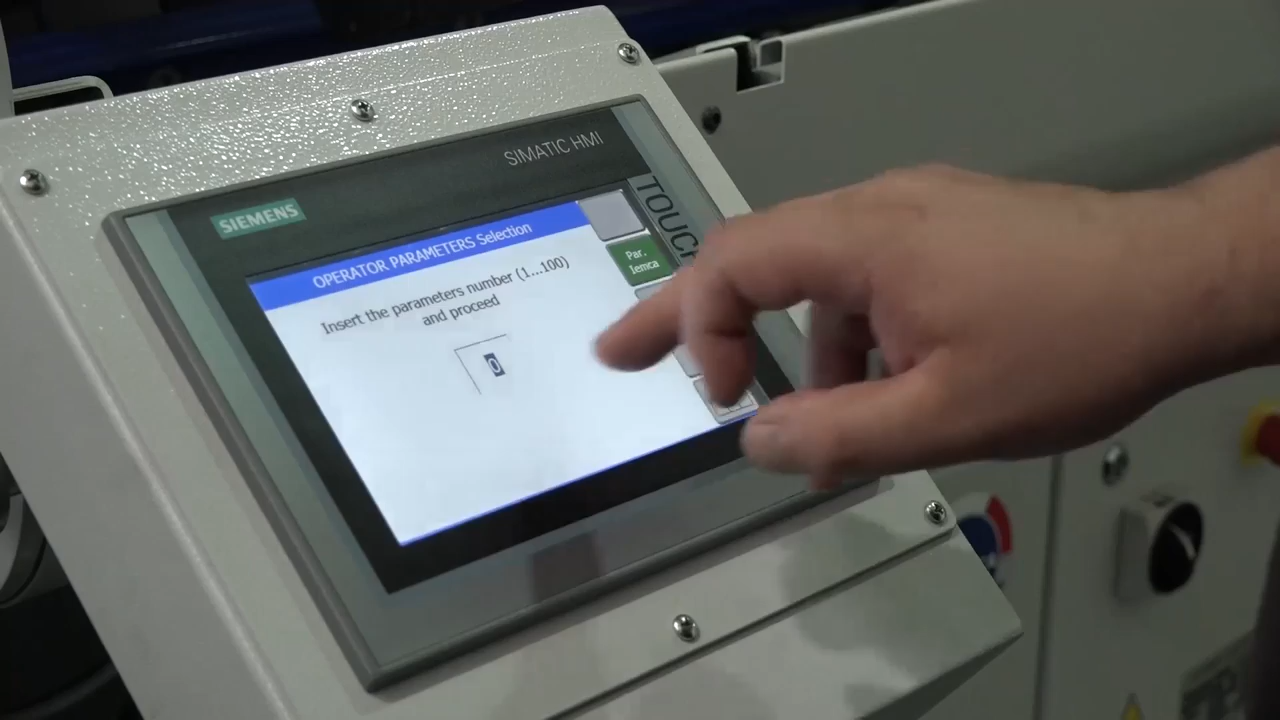 SIMATIC HMI
SIEMENS
TOUCH
OPERATOR PARAMETERS Selection
Par.
Iemca
Insert the parameters number (1...100)
and proceed
0